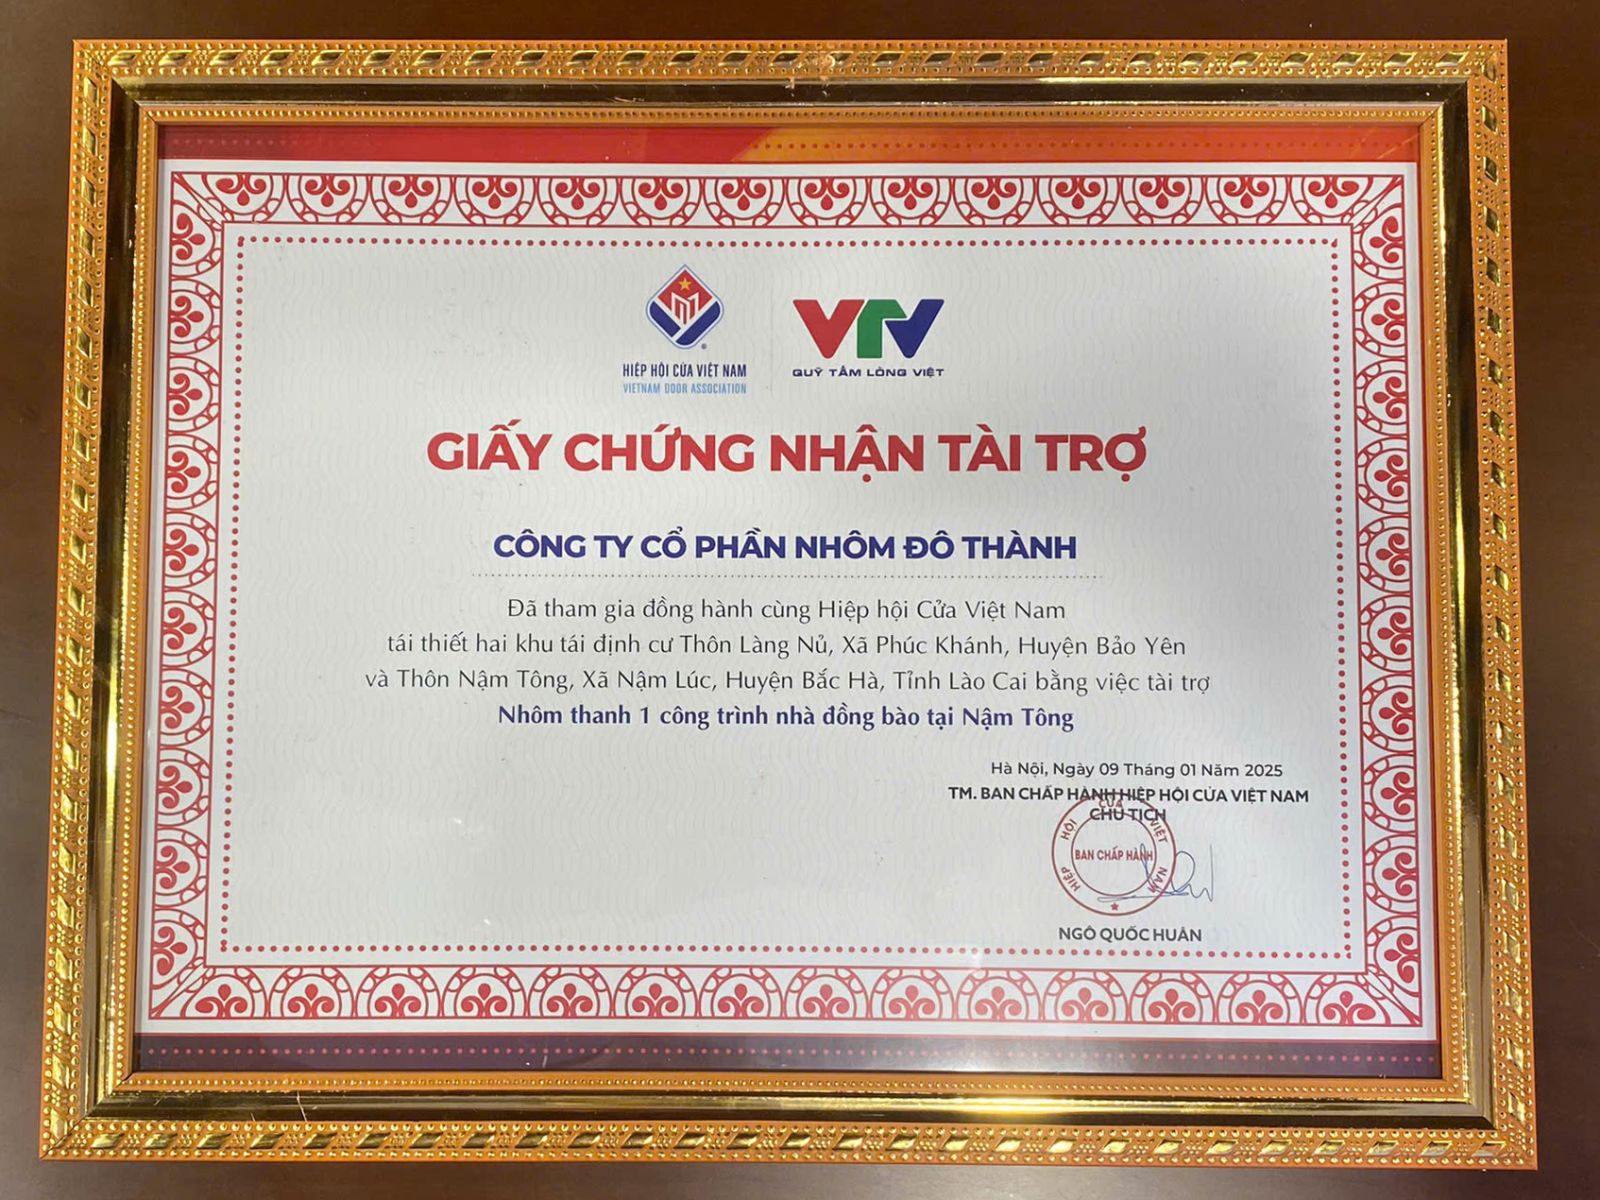 HIỆP HỘI CỬA VIỆT NAM
VIETNAM DOOR ASSOCIATION
VTV
QUỸ TẤM LÒNG VIỆT
GIẤY CHỨNG NHẬN TÀI TRỢ
CÔNG TY CỔ PHẦN NHÔM ĐÔ THÀNH
Đã tham gia đồng hành cùng Hiệp hội Cửa Việt Nam
tái thiết hai khu tái định cư Thôn Làng Nủ, Xã Phúc Khánh, Huyện Bảo Yên
và Thôn Nậm Tông, Xã Nậm Lúc, Huyện Bắc Hà, Tỉnh Lào Cai bằng việc tài trợ
Nhôm thanh 1 công trình nhà đồng bào tại Nậm Tông
Hà Nội, Ngày 09 Tháng 01 Năm 2025
TM. BAN CHẤP HÀNH HIỆP HỘI CỬA VIỆT NAM
CHỦ TỊCH
HIỆP HỘI CỬA VIỆT NAM
BAN CHẤP HÀNH
NGÔ QUỐC HUÂN